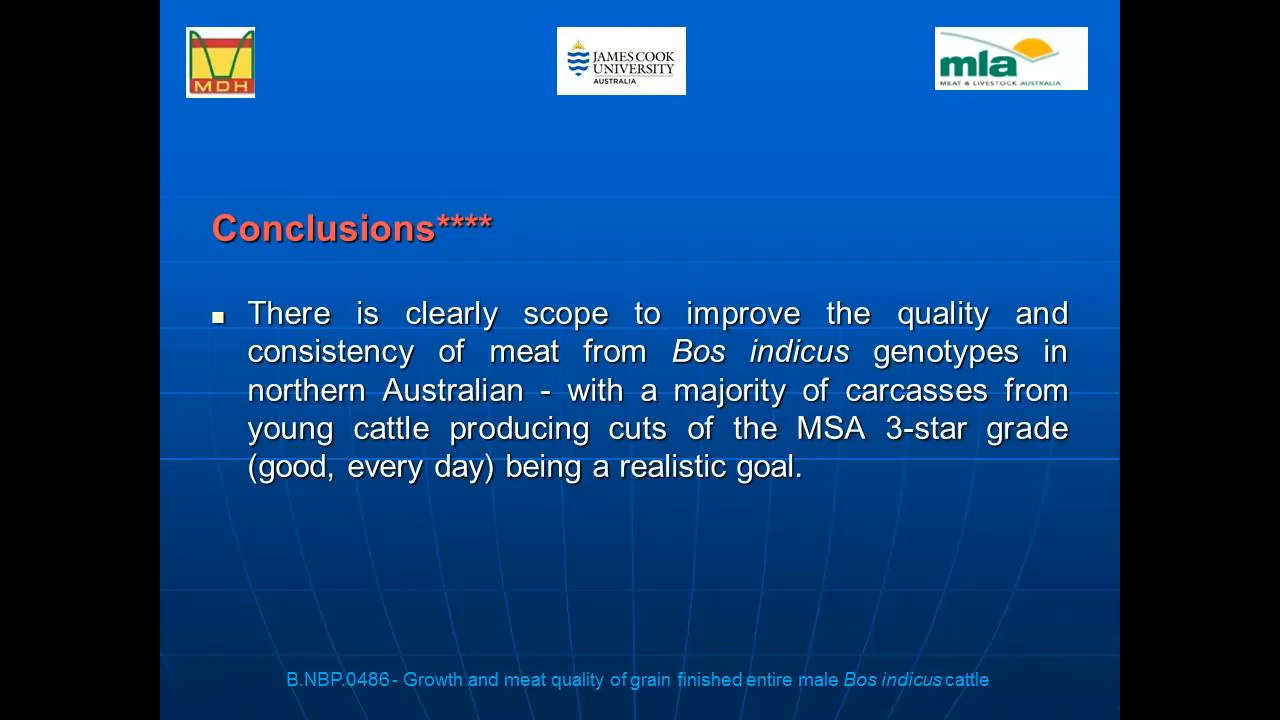 MDH
JAMES COOK
UNIVERSITY
AUSTRALIA
mla
MEAT & LIVESTOCK AUSTRALIA
Conclusions****
There is clearly scope to improve the quality and
consistency of meat from Bos indicus genotypes in
northern Australian - with a majority of carcasses from
young cattle producing cuts of the MSA 3-star grade
(good, every day) being a realistic goal.
B.NBP.0486 - Growth and meat quality of grain finished entire male Bos indicus cattle